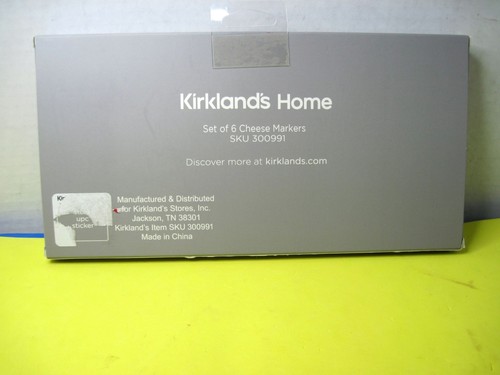 Kirkland's Home
Set of 6 Cheese Markers
SKU 300991
Discover more at kirklands.com
Manufactured & Distributed
for Kirkland's Stores, Inc.
Jackson, TN 38301
Kirkland's Item SKU 300991
Made in China
upc
sticker